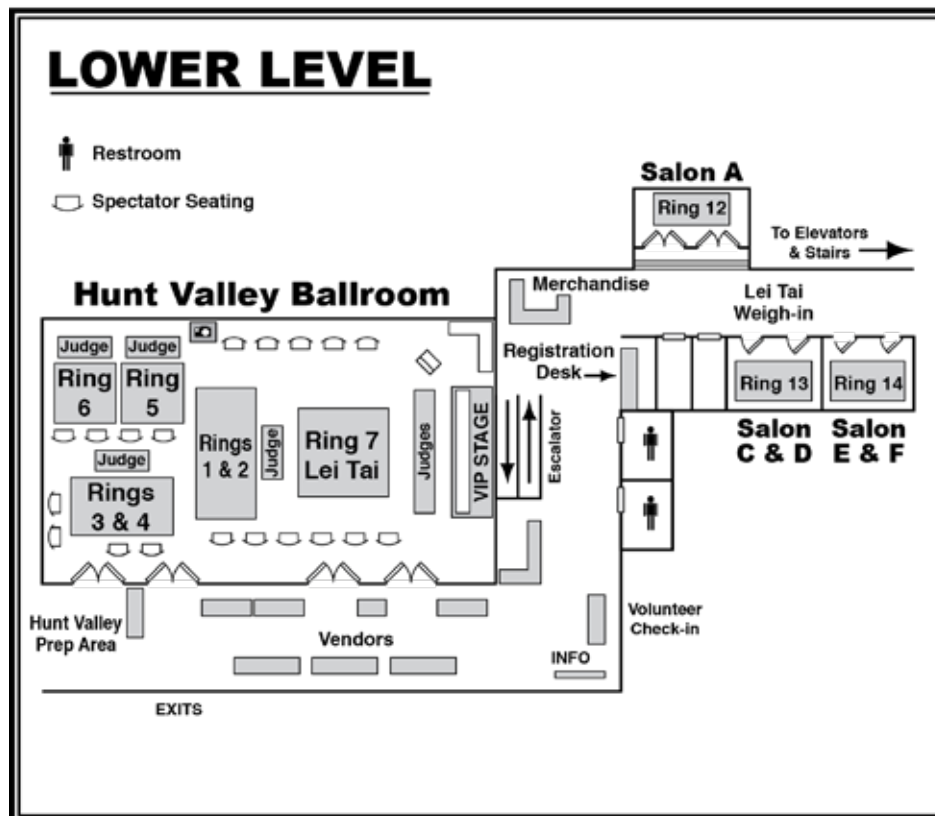 LOWER LEVEL
Restroom
Spectator Seating
Salon A
Ring 12
To Elevators
& Stairs
Hunt Valley Ballroom
Merchandise
Lei Tai
Weigh-in
Judge
Judge
Ring
6
Ring
5
Registration
Desk
Ring 13
Ring 14
Salon
C & D
Salon
E & F
Rings
1 & 2
Judge
Ring 7
Lei Tai
Judges
VIP STAGE
Escalator
Judge
Rings
3 & 4
Hunt Valley
Prep Area
Vendors
Volunteer
Check-in
INFO
EXITS